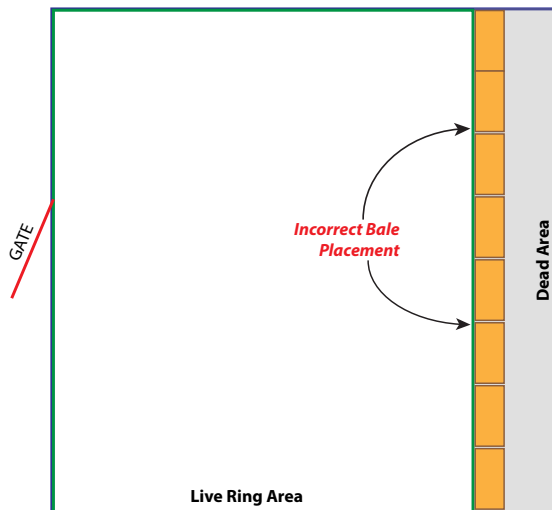 GATE
Incorrect Bale
Placement
Dead Area
Live Ring Area